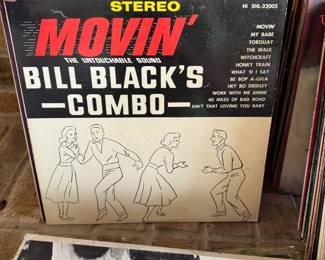 STEREO
HI SHL-32005
MOVIN'
THE UNTOUCHABLE SOUND
BILL BLACK'S
—COMBO—
MOVIN'
MY BABE
TORQUAY
THE WALK
WITCHCRAFT
HONKY TRAIN
WHAT 'D I SAY
BE BOP A-LULA
HEY BO DIDDLEY
WORK WITH ME ANNIE
40 MILES OF BAD ROAD
AIN'T THAT LOVING YOU BABY